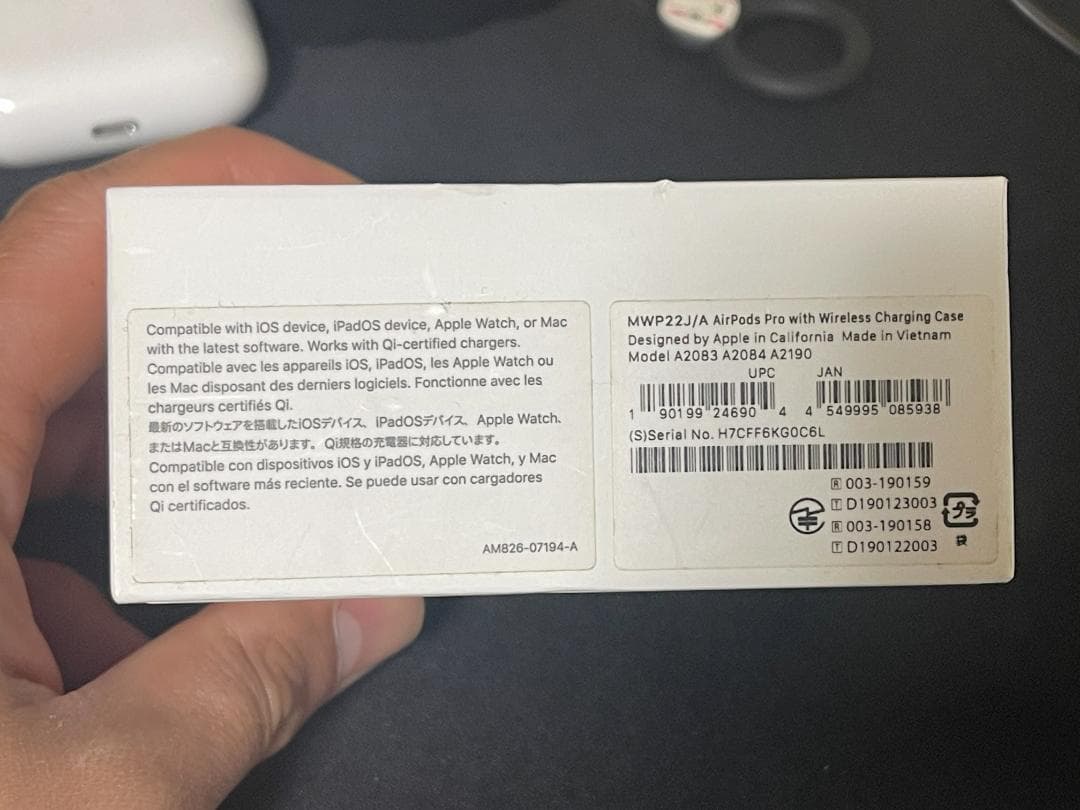 Compatible with iOS device, iPadOS device, Apple Watch, or Mac
with the latest software. Works with Qi-certified chargers.
Compatible avec les appareils iOS, iPadOS, les Apple Watch ou
les Mac disposant des derniers logiciels. Fonctionne avec les
chargeurs certifiés Qi.
最新のソフトウェアを搭載したiOSデバイス、iPadOSデバイス、Apple Watch、
またはMacと互換性があります。Qi規格の充電器に対応しています。
Compatible con dispositivos iOS y iPadOS, Apple Watch, y Mac
con el software más reciente. Se puede usar con cargadores
Qi certificados.
AM826-07194-A
MWP22J/A AirPods Pro with Wireless Charging Case
Designed by Apple in California Made in Vietnam
Model A2083 A2084 A2190
UPC JAN
1 90199 24690 4 4 549995 085938
(S)Serial No. H7CFF6KG0C6L
R 003-190159
T D190123003
R 003-190158
T D190122003
プラ
袋